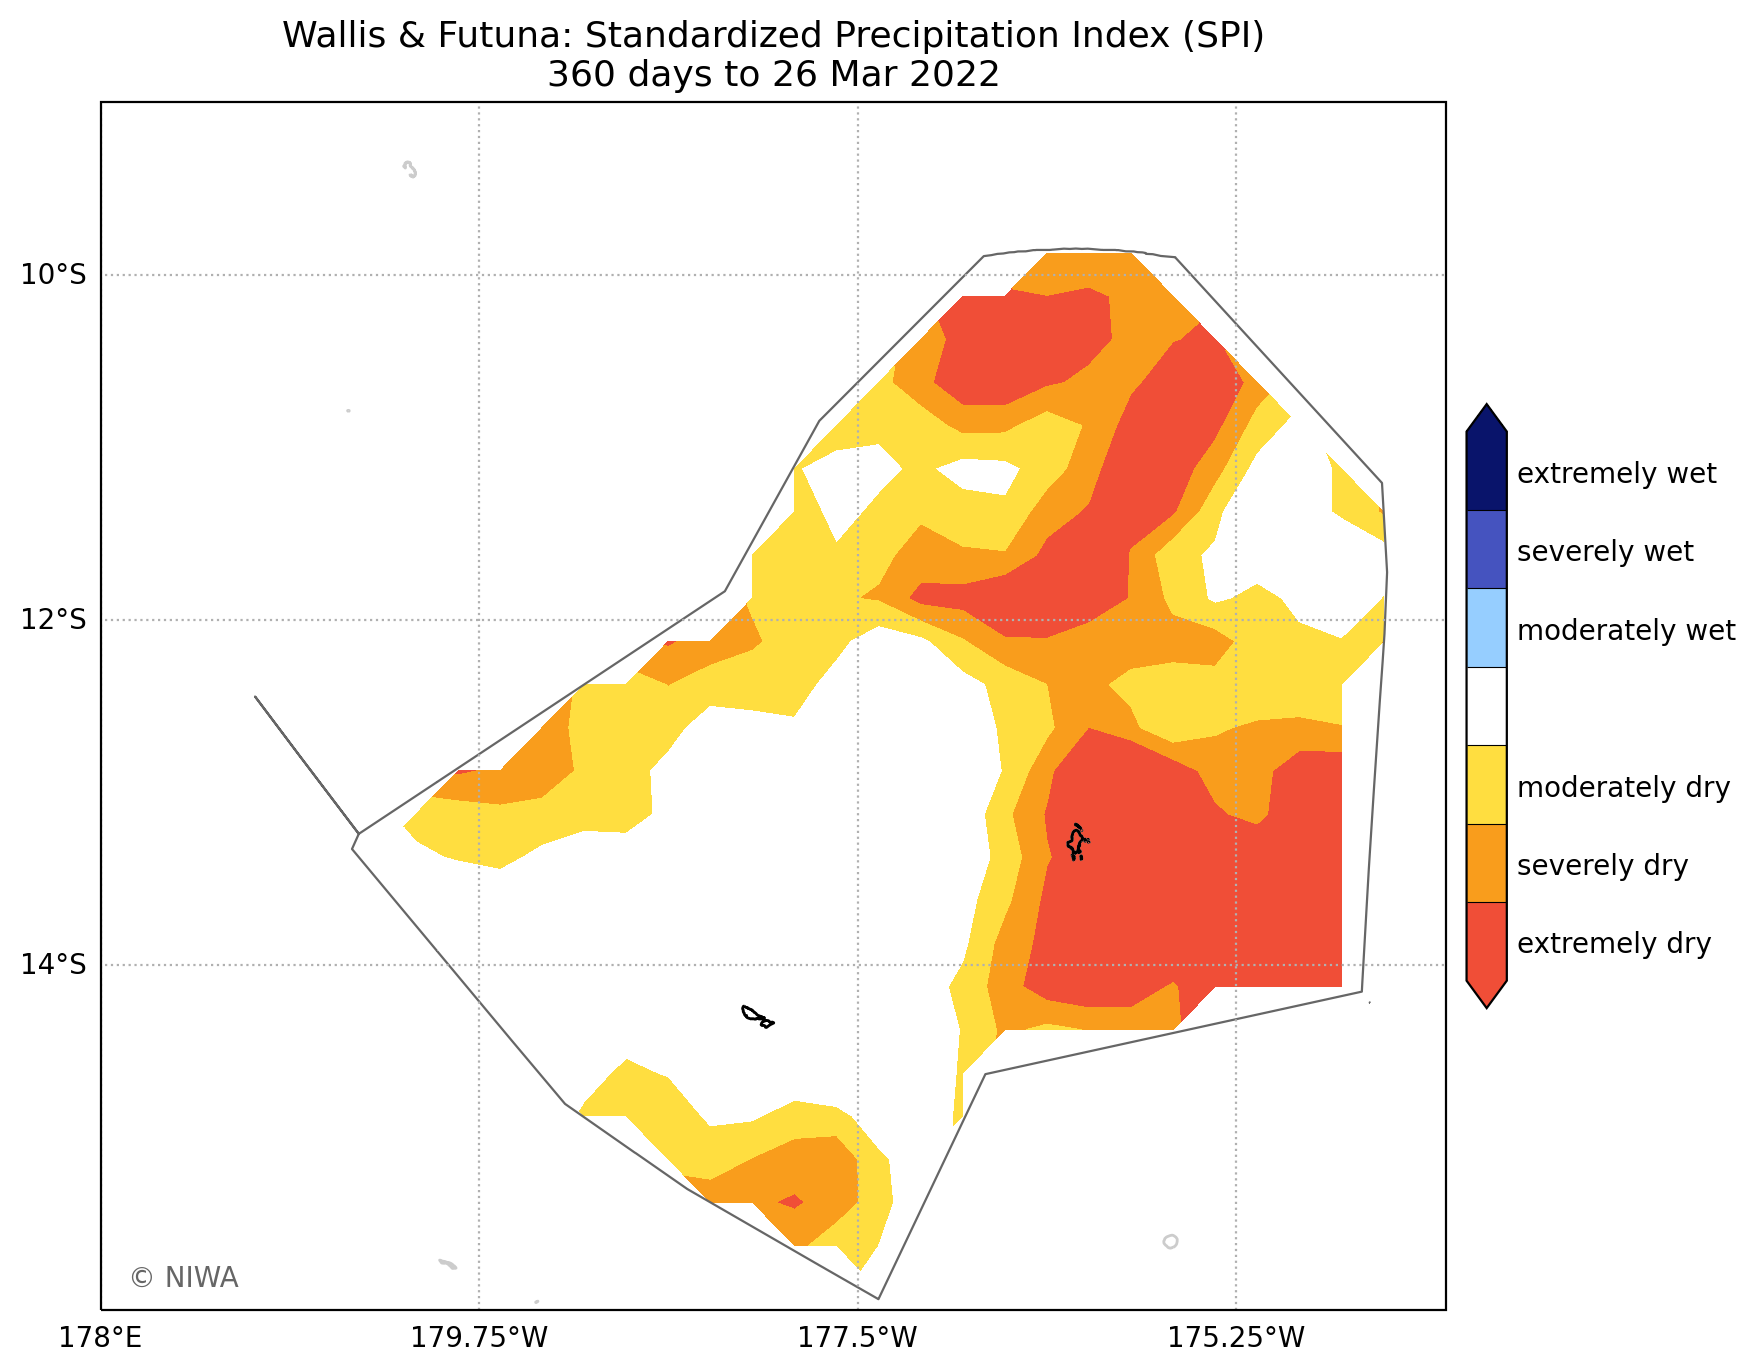 Wallis & Futuna: Standardized Precipitation Index (SPI)
360 days to 26 Mar 2022
10°S
12°S
14°S
178°E
179.75°W
177.5°W
175.25°W
extremely wet
severely wet
moderately wet
moderately dry
severely dry
extremely dry
© NIWA